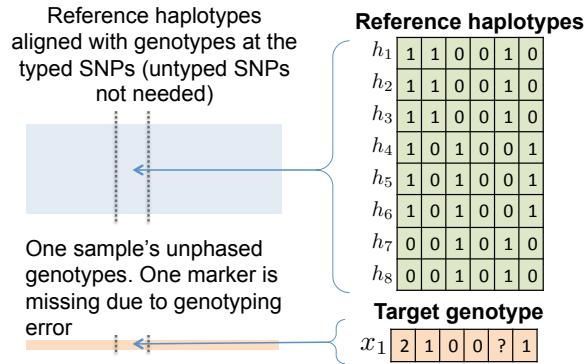 Reference haplotypes
aligned with genotypes at the
typed SNPs (untyped SNPs
not needed)
One sample's unphased
genotypes. One marker is
missing due to genotyping
error
Reference haplotypes
h1 1 1 0 0 1 0
h2 1 1 0 0 1 0
h3 1 1 0 0 1 0
h4 1 0 1 0 0 1
h5 1 0 1 0 0 1
h6 1 0 1 0 0 1
h7 0 0 1 0 1 0
h8 0 0 1 0 1 0
Target genotype
x1 2 1 0 0 ? 1